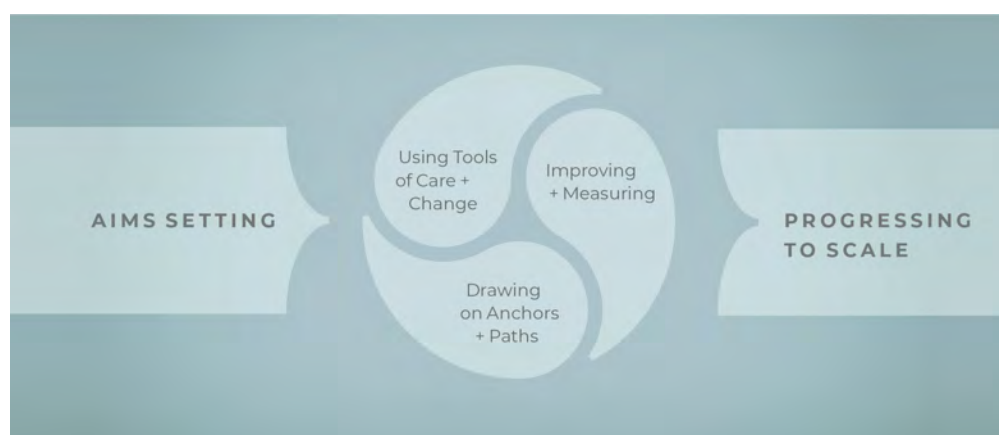 AIMS SETTING
Using Tools
of Care +
Change
Improving
+ Measuring
Drawing
on Anchors
+ Paths
PROGRESSING
TO SCALE